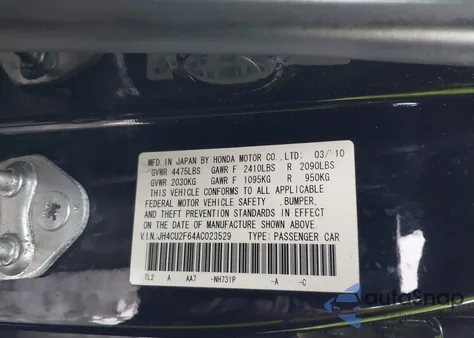 MFD. IN JAPAN BY HONDA MOTOR CO., LTD: 03/'10
GVWR 4475LBS GAWR F 2410LBS R 2090LBS
GVWR 2030KG GAWR F 1095KG R 950KG
THIS VEHICLE CONFORMS TO ALL APPLICABLE
FEDERAL MOTOR VEHICLE SAFETY , BUMPER,
AND THEFT PREVENTION STANDARDS IN EFFECT
ON THE DATE OF MANUFACTURE SHOWN ABOVE.
V.I.N.:JH4CU2F64AC023529 TYPE: PASSENGER CAR
TL2 A AA7 -NH731P -A -C
autoSnap